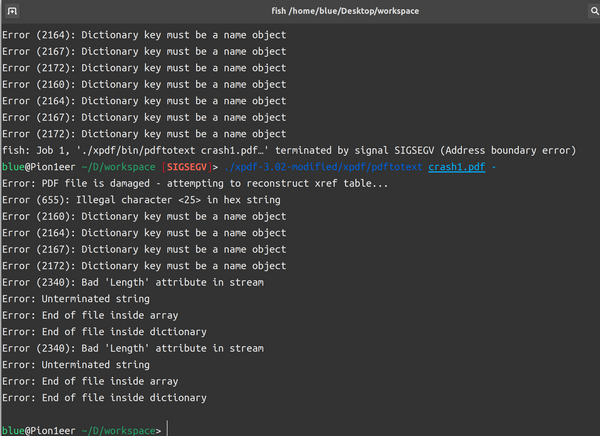 fish /home/blue/Desktop/workspace
Error (2164): Dictionary key must be a name object
Error (2167): Dictionary key must be a name object
Error (2172): Dictionary key must be a name object
Error (2160): Dictionary key must be a name object
Error (2164): Dictionary key must be a name object
Error (2167): Dictionary key must be a name object
Error (2172): Dictionary key must be a name object
fish: Job 1, './xpdf/bin/pdftotext crash1.pdf…' terminated by signal SIGSEGV (Address boundary error)
blue@Pion1eer ~/D/workspace [SIGSEGV]> ./xpdf-3.02-modified/xpdf/pdftotext crash1.pdf -
Error: PDF file is damaged - attempting to reconstruct xref table...
Error (655): Illegal character <25> in hex string
Error (2160): Dictionary key must be a name object
Error (2164): Dictionary key must be a name object
Error (2167): Dictionary key must be a name object
Error (2172): Dictionary key must be a name object
Error (2340): Bad 'Length' attribute in stream
Error: Unterminated string
Error: End of file inside array
Error: End of file inside dictionary
Error (2340): Bad 'Length' attribute in stream
Error: Unterminated string
Error: End of file inside array
Error: End of file inside dictionary
blue@Pion1eer ~/D/workspace>